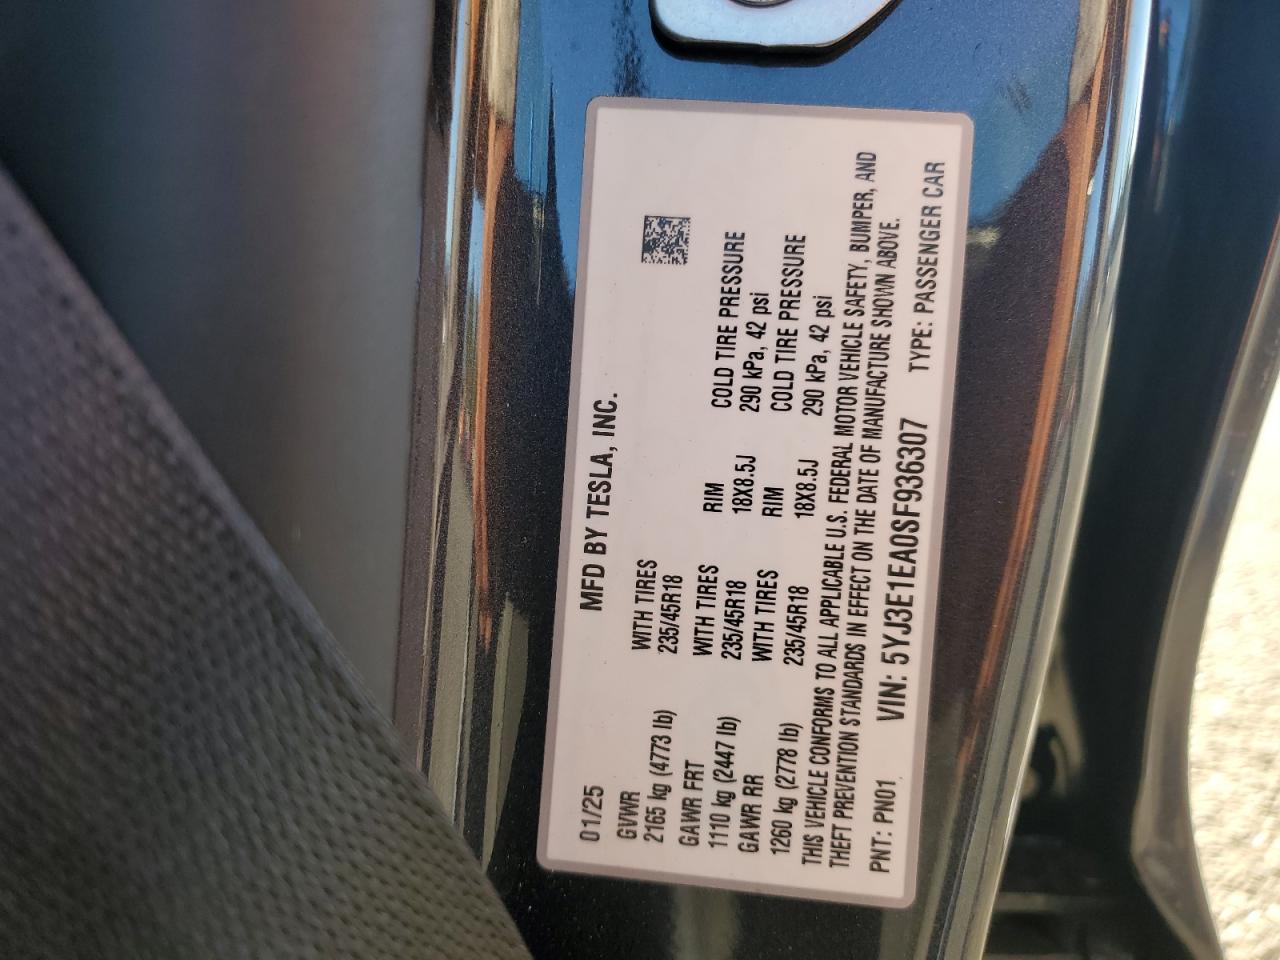 01/25 MFD BY TESLA, INC.
GVWR WITH TIRES
2165 kg (4773 lb) 235/45R18
GAWR FRT WITH TIRES RIM COLD TIRE PRESSURE
1110 kg (2447 lb) 235/45R18 18X8.5J 290 kPa, 42 psi
GAWR RR WITH TIRES RIM COLD TIRE PRESSURE
1260 kg (2778 lb) 235/45R18 18X8.5J 290 kPa, 42 psi
THIS VEHICLE CONFORMS TO ALL APPLICABLE U.S. FEDERAL MOTOR VEHICLE SAFETY, BUMPER, AND
THEFT PREVENTION STANDARDS IN EFFECT ON THE DATE OF MANUFACTURE SHOWN ABOVE.
PNT: PN01 VIN: 5YJ3E1EA0SF936307 TYPE: PASSENGER CAR